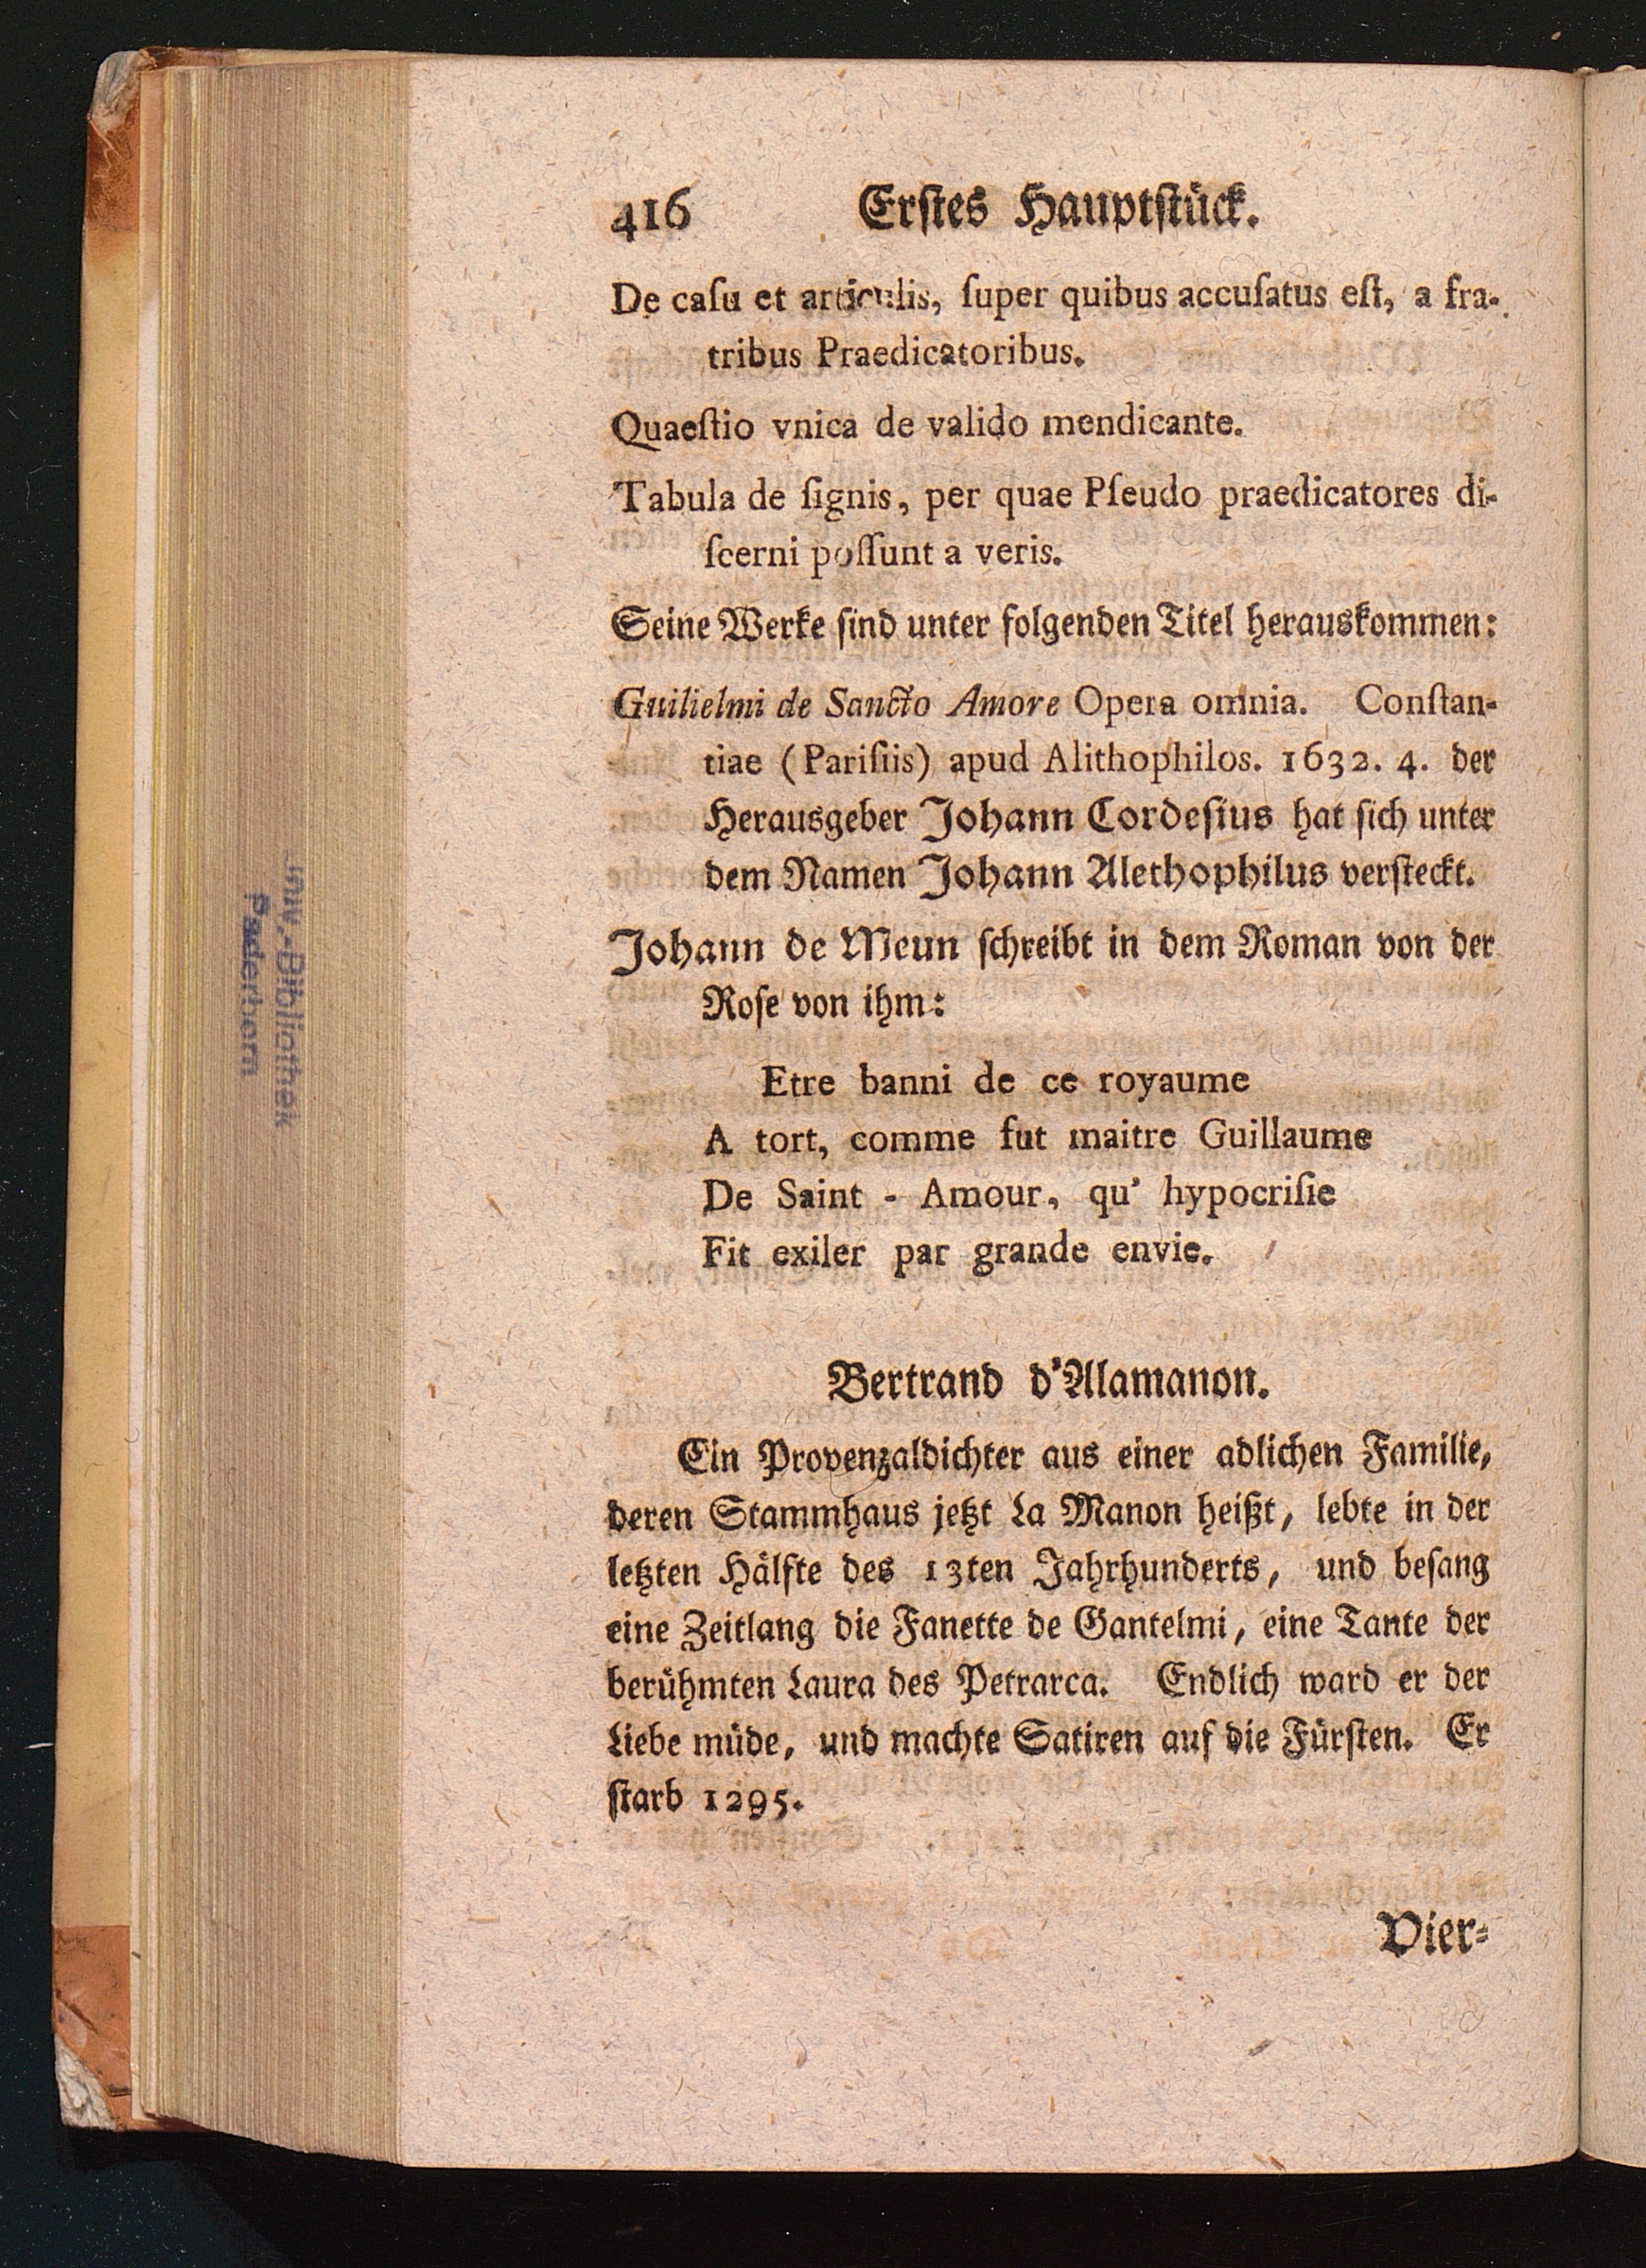 416 Erſtes Hauptſtück.
De caſu et articulis, ſuper quibus accuſatus eſt, a fra-
tribus Praedicatoribus.
Quaeſtio vnica de valido mendicante.
Tabula de ſignis, per quae Pſeudo praedicatores di-
ſcerni poſſunt a veris.
Seine Werke ſind unter folgenden Titel herauskommen:
Guilielmi de Sancto Amore Opera omnia. Conſtan-
tiae (Pariſiis) apud Alithophilos. 1632. 4. der
Herausgeber Johann Cordeſius hat ſich unter
dem Namen Johann Alethophilus verſteckt.
Johann de Meun ſchreibt in dem Roman von der
Roſe von ihm:
Etre banni de ce royaume
A tort, comme fut maitre Guillaume
De Saint - Amour, qu' hypocriſie
Fit exiler par grande envie.
Bertrand d'Alamanon.
Ein Provenzaldichter aus einer adlichen Familie,
deren Stammhaus jetzt La Manon heißt, lebte in der
letzten Hälfte des 13ten Jahrhunderts, und beſang
eine Zeitlang die Fanette de Gantelmi, eine Tante der
berühmten Laura des Petrarca. Endlich ward er der
Liebe müde, und machte Satiren auf die Fürſten. Er
ſtarb 1295.
Vier-
Univ.-Bibliothek
Paderborn